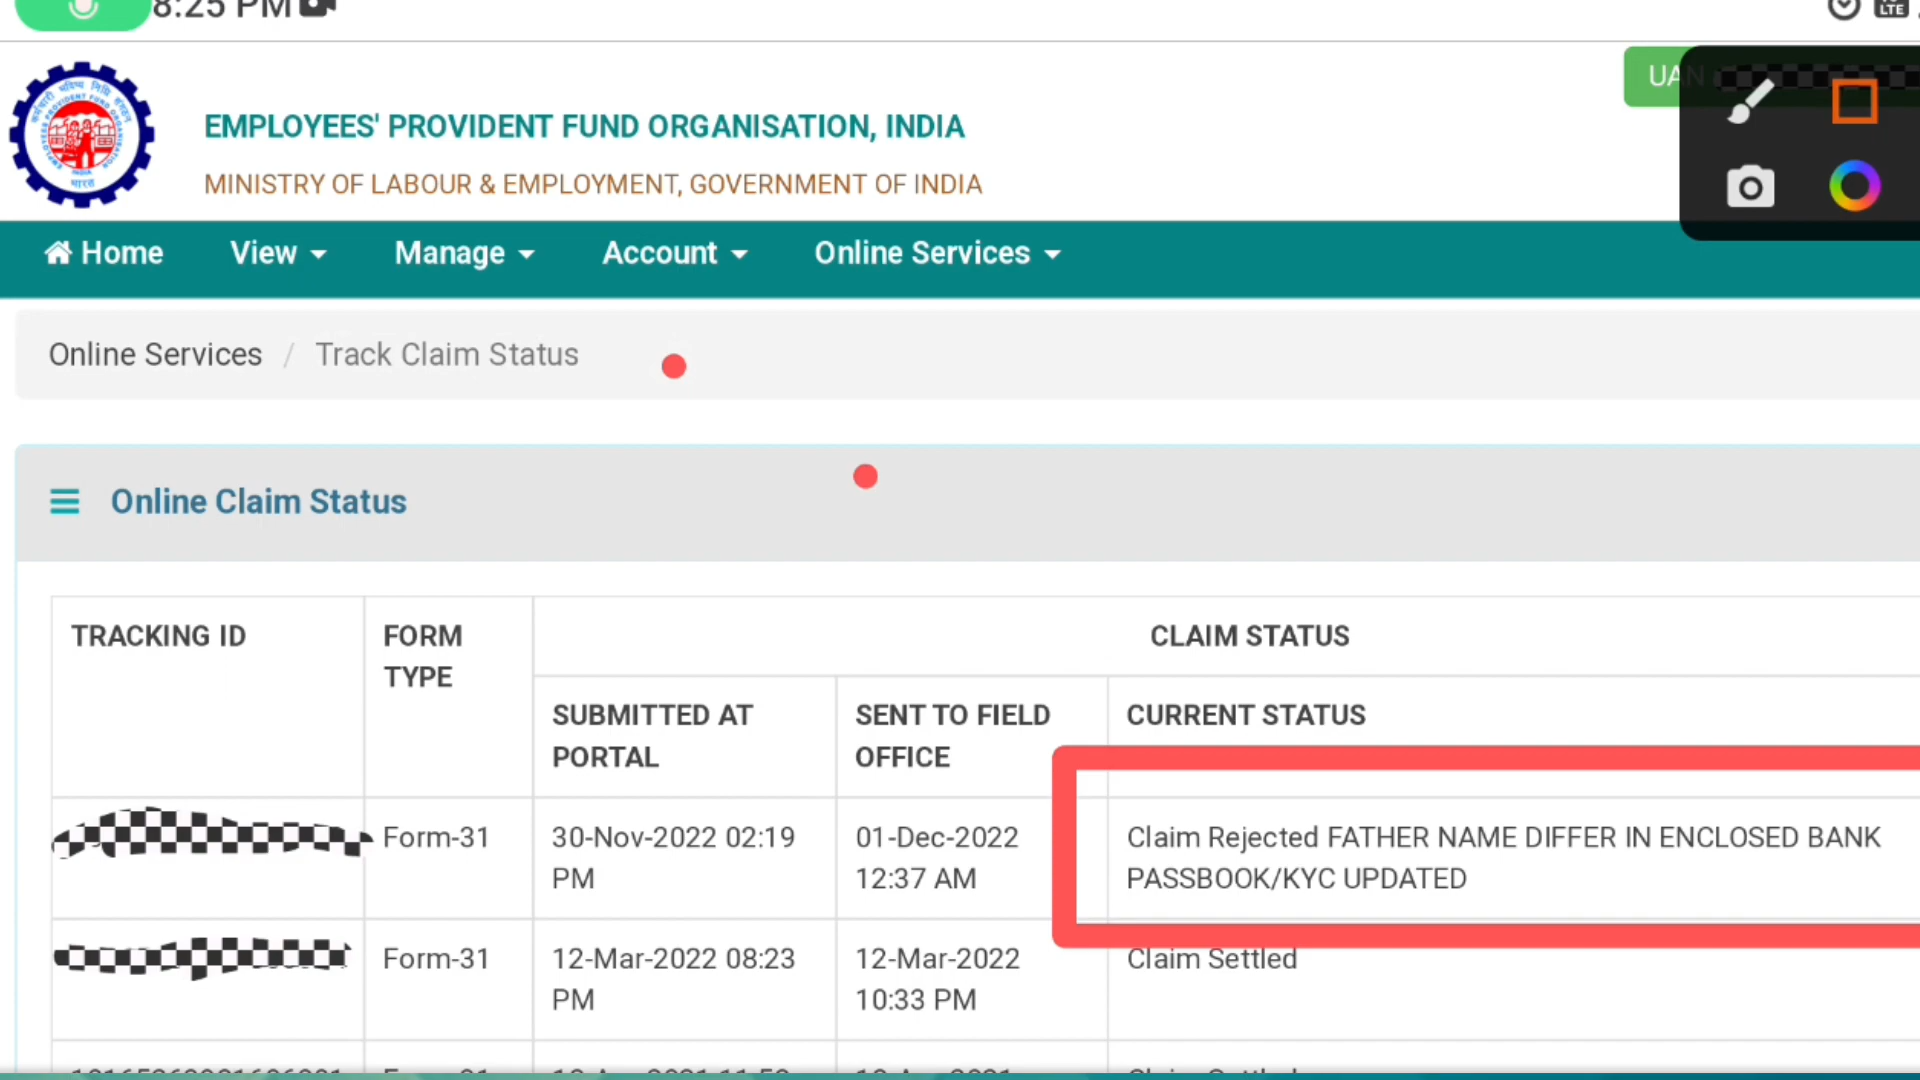 8:25 PM
LTE
UAN
EMPLOYEES' PROVIDENT FUND ORGANISATION, INDIA
MINISTRY OF LABOUR & EMPLOYMENT, GOVERNMENT OF INDIA
Home View Manage Account Online Services
Online Services / Track Claim Status
Online Claim Status
TRACKING ID FORM TYPE CLAIM STATUS
SUBMITTED AT PORTAL SENT TO FIELD OFFICE CURRENT STATUS
Form-31 30-Nov-2022 02:19 PM 01-Dec-2022 12:37 AM Claim Rejected FATHER NAME DIFFER IN ENCLOSED BANK PASSBOOK/KYC UPDATED
Form-31 12-Mar-2022 08:23 PM 12-Mar-2022 10:33 PM Claim Settled